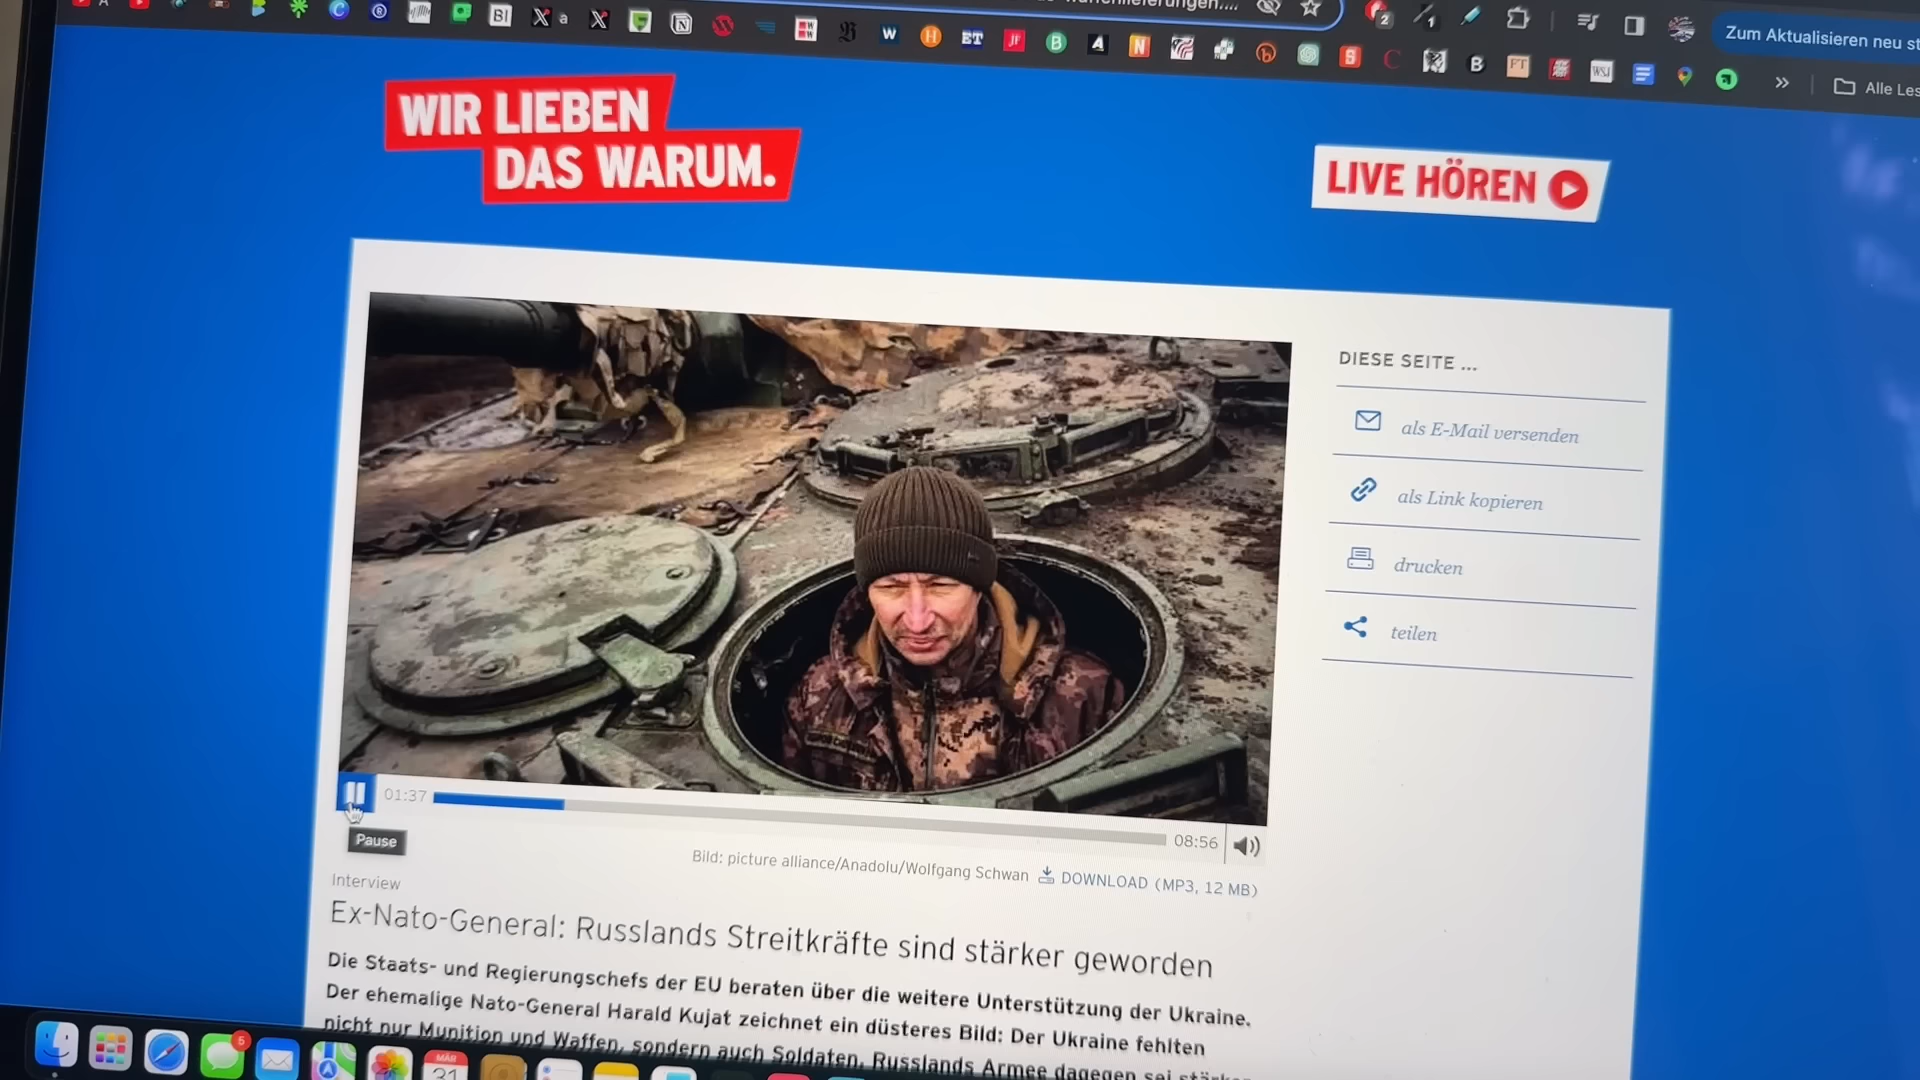 Zum Aktualisieren neu st
Alle Les
WIR LIEBEN
DAS WARUM.
LIVE HÖREN
DIESE SEITE ...
als E-Mail versenden
als Link kopieren
drucken
teilen
01:37
08:56
Pause
Bild: picture alliance/Anadolu/Wolfgang Schwan DOWNLOAD (MP3, 12 MB)
Interview
Ex-Nato-General: Russlands Streitkräfte sind stärker geworden
Die Staats- und Regierungschefs der EU beraten über die weitere Unterstützung der Ukraine.
Der ehemalige Nato-General Harald Kujat zeichnet ein düsteres Bild: Der Ukraine fehlten
nicht nur Munition und Waffen, sondern auch Soldaten. Russlands Armee dagegen sei
MÄR
31
5